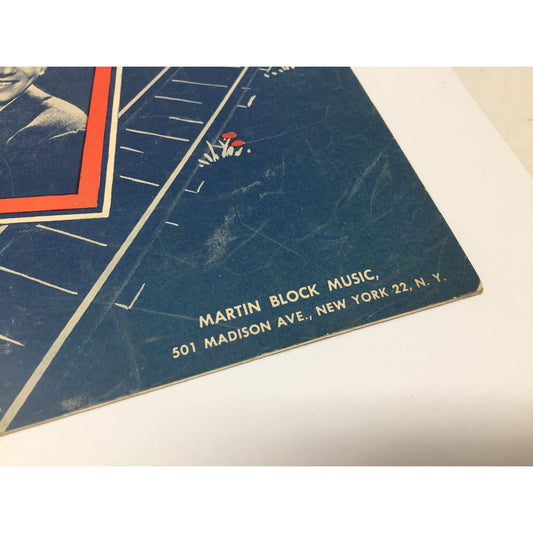 MARTIN BLOCK MUSIC,
501 MADISON AVE., NEW YORK 22, N. Y.